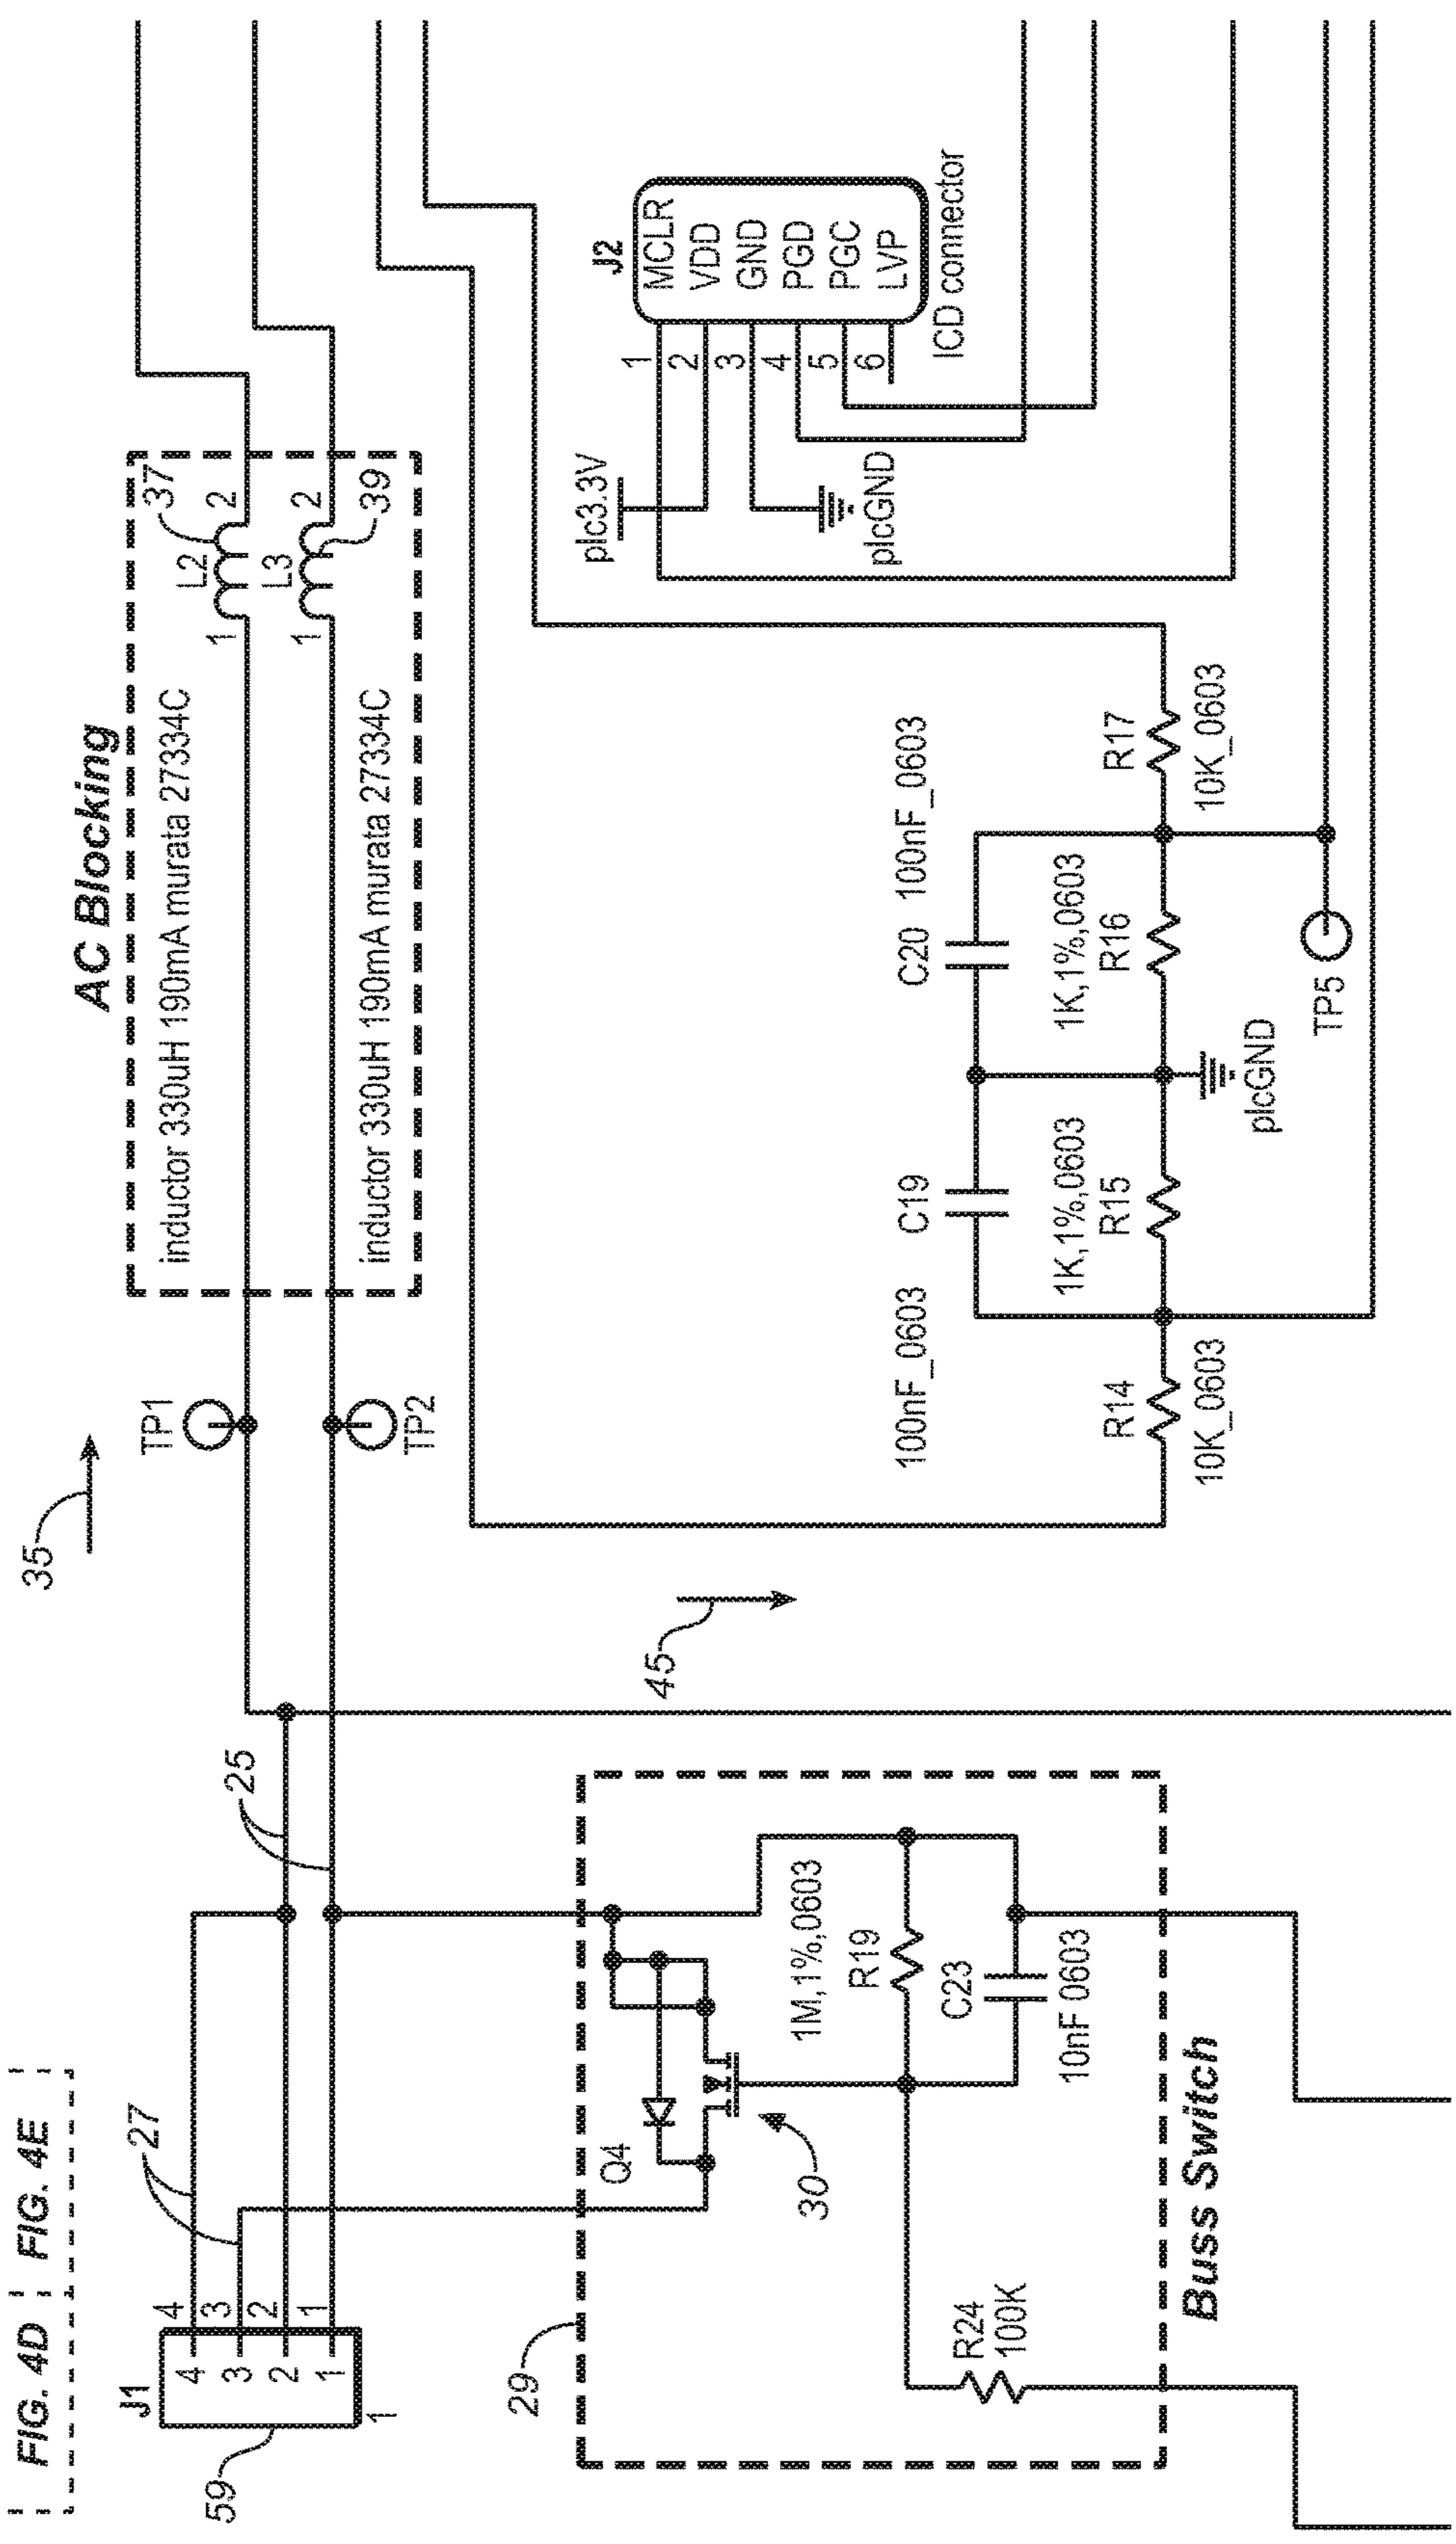 FIG. 4D FIG. 4E
35
AC Blocking
J1
59
4 4
3 3
2 2
1 1
1
27
25
TP1
TP2
inductor 330uH 190mA murata 27334C
inductor 330uH 190mA murata 27334C
1 L2 2
37
1 L3 2
39
29
Q4
30
1M,1%,0603
R19
C23
10nF 0603
R24
100K
Buss Switch
45
plc3.3V
plcGND
J2
1 MCLR
2 VDD
3 GND
4 PGD
5 PGC
6 LVP
ICD connector
100nF_0603 C19
C20 100nF_0603
1K,1%,0603
R15
1K,1%,0603
R16
R14
10K_0603
R17
10K_0603
plcGND
TP5